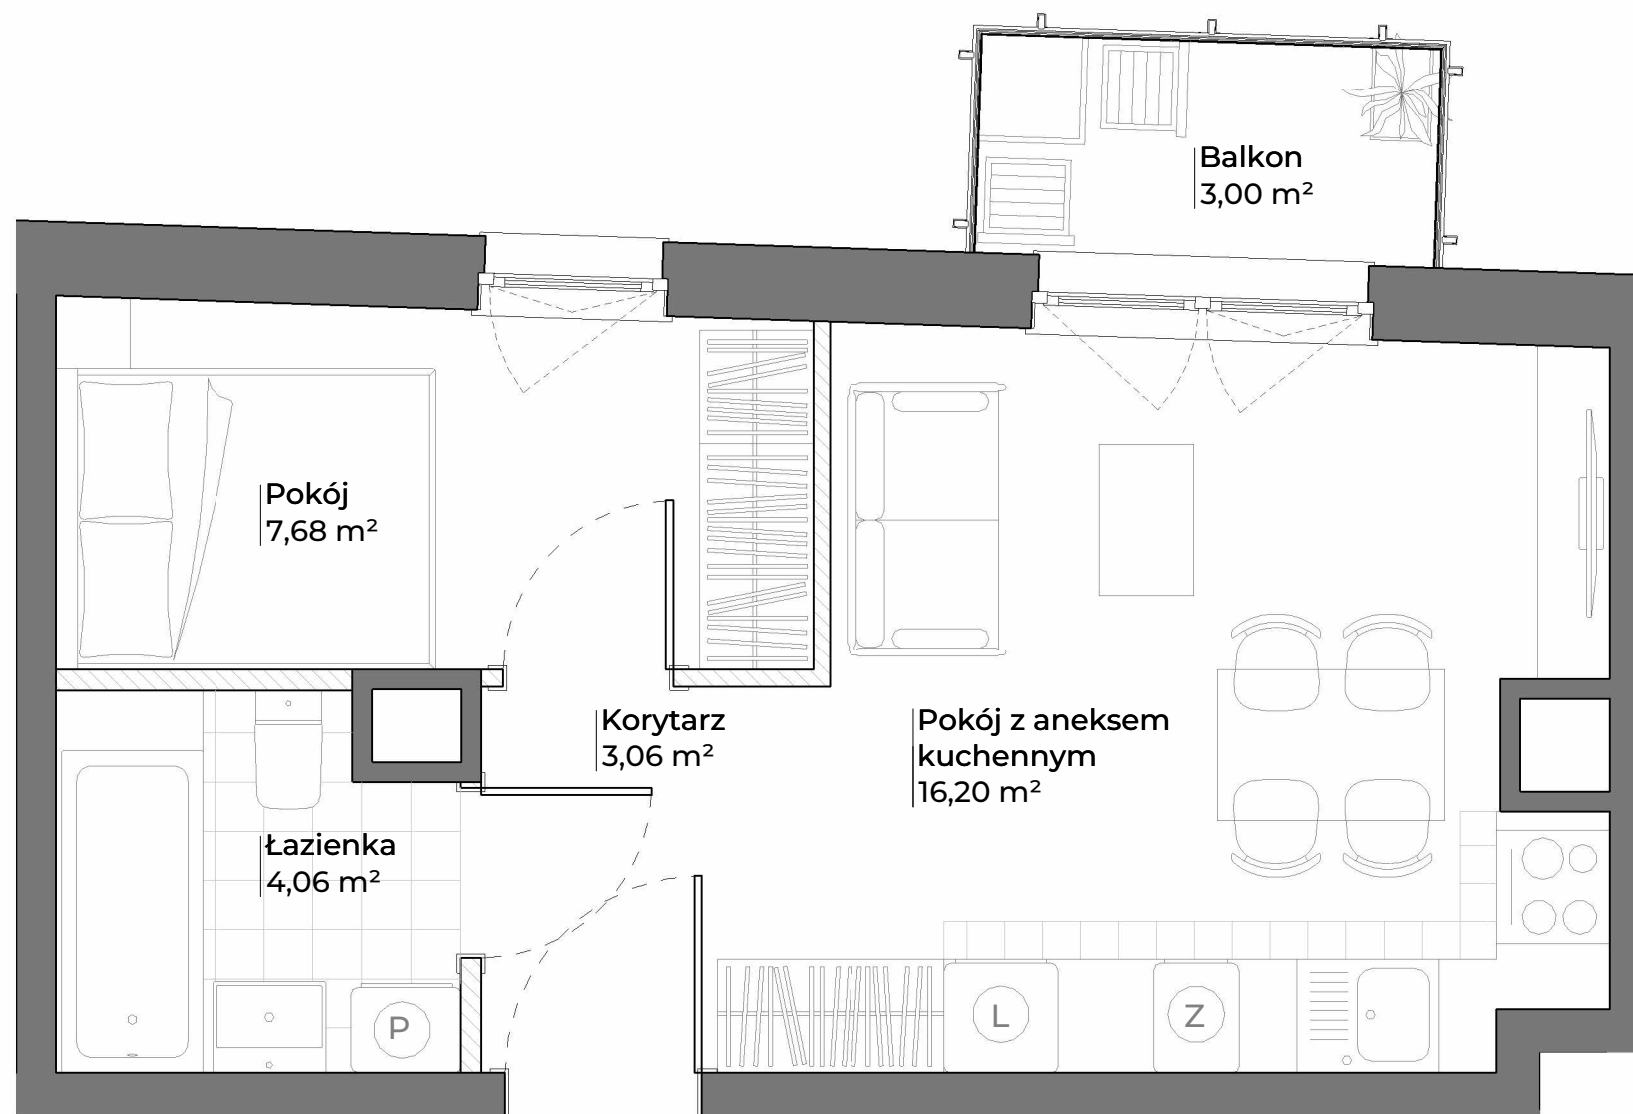 Balkon
3,00 m²
Pokój
7,68 m²
Korytarz
3,06 m²
Pokój z aneksem
kuchennym
16,20 m²
Łazienka
4,06 m²
P
L
Z